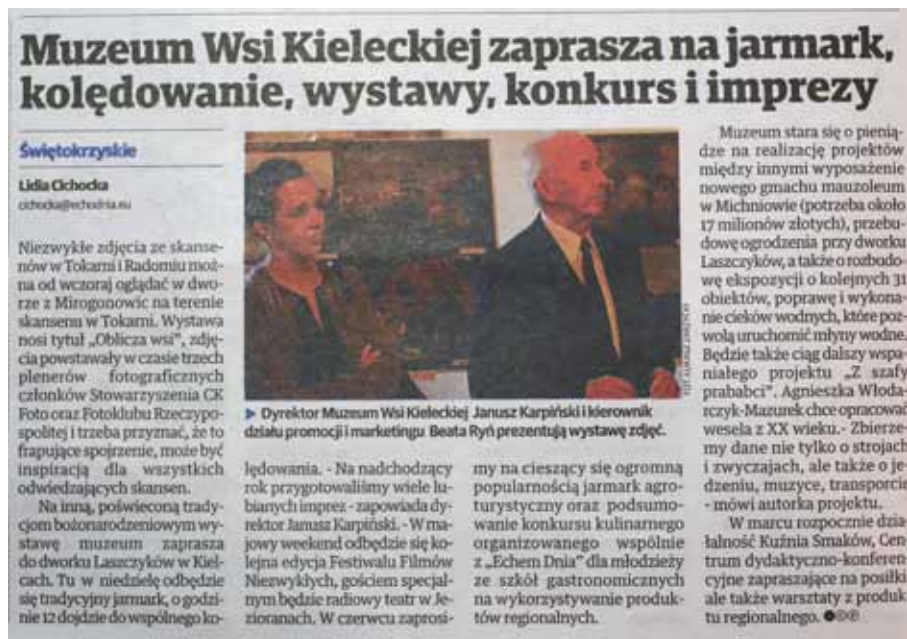 Muzeum Wsi Kieleckiej zaprasza na jarmark,
kolędowanie, wystawy, konkurs i imprezy
Świętokrzyskie
Lidia Cichocka
cichocka@echodnia.eu
Niezwykłe zdjęcia ze skanse-
nów w Tokarni i Radomiu moż-
na od wczoraj oglądać w dwo-
rze z Mirogonowic na terenie
skansenu w Tokarni. Wystawa
nosi tytuł „Oblicza wsi", zdję-
cia powstawały w czasie trzech
plenerów fotograficznych
członków Stowarzyszenia CK
Foto oraz Fotoklubu Rzeczypo-
spolitej i trzeba przyznać, że to
frapujące spojrzenie, może być
inspiracją dla wszystkich
odwiedzających skansen.
Na inną, poświęconą trady-
cjom bożonarodzeniowym wy-
stawę muzeum zaprasza
do dworku Laszczyków w Kiel-
cach. Tu w niedzielę odbędzie
się tradycyjny jarmark, o godzi-
nie 12 dojdzie do wspólnego ko-
▶ Dyrektor Muzeum Wsi Kieleckiej Janusz Karpiński i kierownik
działu promocji i marketingu Beata Ryń prezentują wystawę zdjęć.
lędowania. - Na nadchodzący
rok przygotowaliśmy wiele lu-
bianych imprez - zapowiada dy-
rektor Janusz Karpiński. - W ma-
jowy weekend odbędzie się ko-
lejna edycja Festiwalu Filmów
Niezwykłych, gościem specjal-
nym będzie radiowy teatr w Je-
zioranach. W czerwcu zaprosi-
my na cieszący się ogromną
popularnością jarmark agro-
turystyczny oraz podsumo-
wanie konkursu kulinarnego
organizowanego wspólnie
z „Echem Dnia" dla młodzieży
ze szkół gastronomicznych
na wykorzystywanie produk-
tów regionalnych.
Muzeum stara się o pienią-
dze na realizację projektów
między innymi wyposażenie
nowego gmachu mauzoleum
w Michniowie (potrzeba około
17 milionów złotych), przebu-
dowę ogrodzenia przy dworku
Laszczyków, a także o rozbudo-
wę ekspozycji o kolejnych 31
obiektów, poprawę i wykona-
nie cieków wodnych, które poz-
wolą uruchomić młyny wodne.
Będzie także ciąg dalszy wspa-
niałego projektu „Z szafy
prababci". Agnieszka Włoda-
rczyk-Mazurek chce opracować
wesela z XX wieku.- Zbierze-
my dane nie tylko o strojach
i zwyczajach, ale także o je-
dzeniu, muzyce, transporcie
- mówi autorka projektu.
W marcu rozpocznie dzia-
łalność Kuźnia Smaków, Cen-
trum dydaktyczno-konferen-
cyjne zapraszające na posiłki
ale także warsztaty z produk-
tu regionalnego.